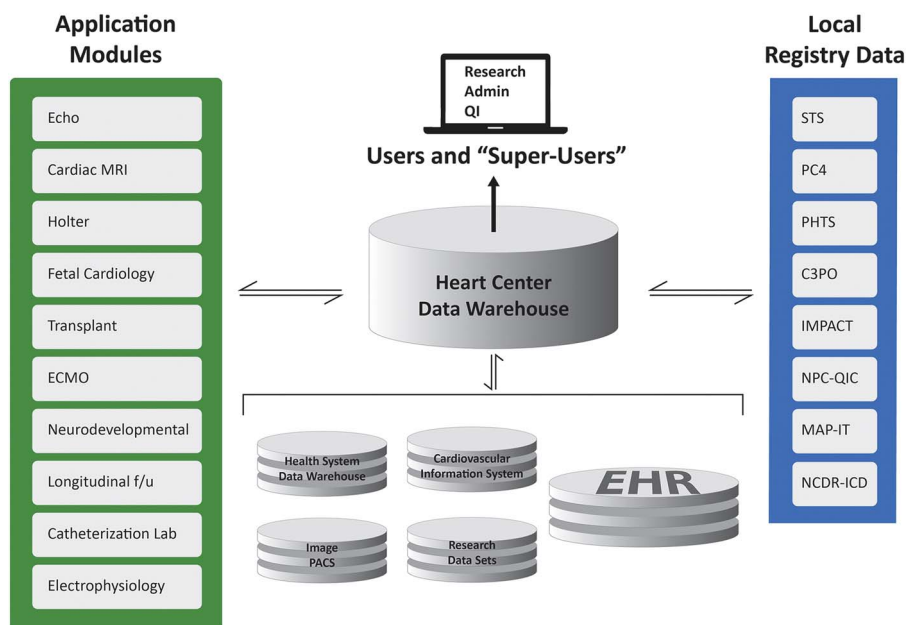 Application
Modules
Echo
Cardiac MRI
Holter
Fetal Cardiology
Transplant
ECMO
Neurodevelopmental
Longitudinal f/u
Catheterization Lab
Electrophysiology
Research
Admin
QI
Users and “Super-Users”
Heart Center
Data Warehouse
Health System
Data Warehouse
Cardiovascular
Information System
Image
PACS
Research
Data Sets
EHR
Local
Registry Data
STS
PC4
PHTS
C3PO
IMPACT
NPC-QIC
MAP-IT
NCDR-ICD